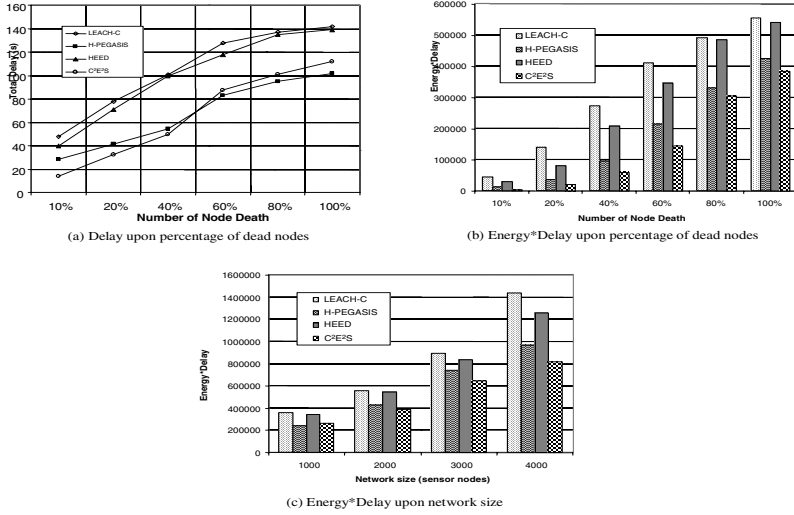 160
140
120
100
80
60
40
20
0
Total Delay (s)
LEACH-C
H-PEGASIS
HEED
C²E²S
10% 20% 40% 60% 80% 100%
Number of Node Death
(a) Delay upon percentage of dead nodes
600000
500000
400000
300000
200000
100000
0
Energy*Delay
LEACH-C
H-PEGASIS
HEED
C²E²S
10% 20% 40% 60% 80% 100%
Number of Node Death
(b) Energy*Delay upon percentage of dead nodes
1600000
1400000
1200000
1000000
800000
600000
400000
200000
0
Energy*Delay
LEACH-C
H-PEGASIS
HEED
C²E²S
1000 2000 3000 4000
Network size (sensor nodes)
(c) Energy*Delay upon network size